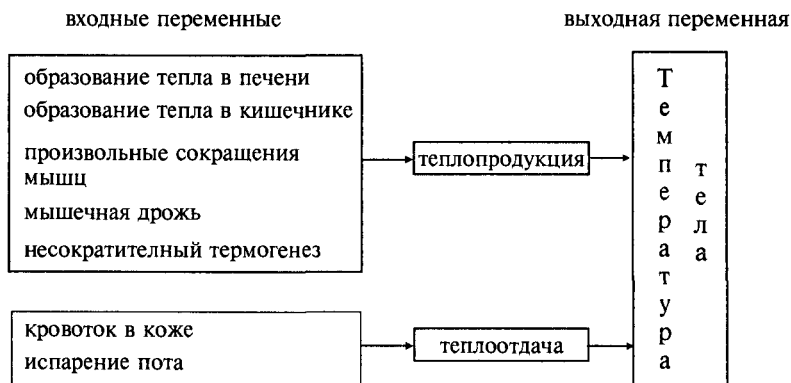 входные переменные
выходная переменная
образование тепла в печени
образование тепла в кишечнике
произвольные сокращения
мышц
мышечная дрожь
несократителный термогенез
теплопродукция
кровоток в коже
испарение пота
теплоотдача
Температура
тела